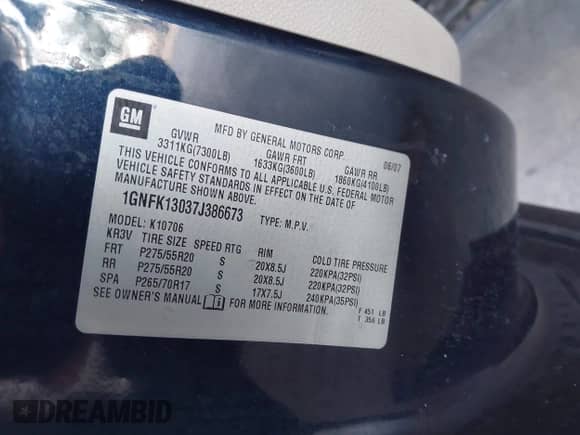 GM
MFD BY GENERAL MOTORS CORP.
06/07
GVWR GAWR FRT GAWR RR
3311KG(7300LB) 1633KG(3600LB) 1860KG(4100LB)
THIS VEHICLE CONFORMS TO ALL APPLICABLE U.S. FEDERAL MOTOR
VEHICLE SAFETY STANDARDS IN EFFECT ON THE DATE OF
MANUFACTURE SHOWN ABOVE.
1GNFK13037J386673 TYPE: M.P.V.
MODEL: K10706
KR3V TIRE SIZE SPEED RTG RIM COLD TIRE PRESSURE
FRT P275/55R20 S 20X8.5J 220KPA(32PSI)
RR P275/55R20 S 20X8.5J 220KPA(32PSI)
SPA P265/70R17 S 17X7.5J 240KPA(35PSI)
SEE OWNER'S MANUAL FOR MORE INFORMATION.
F 451 LB
T 354 LB
DREAMBID